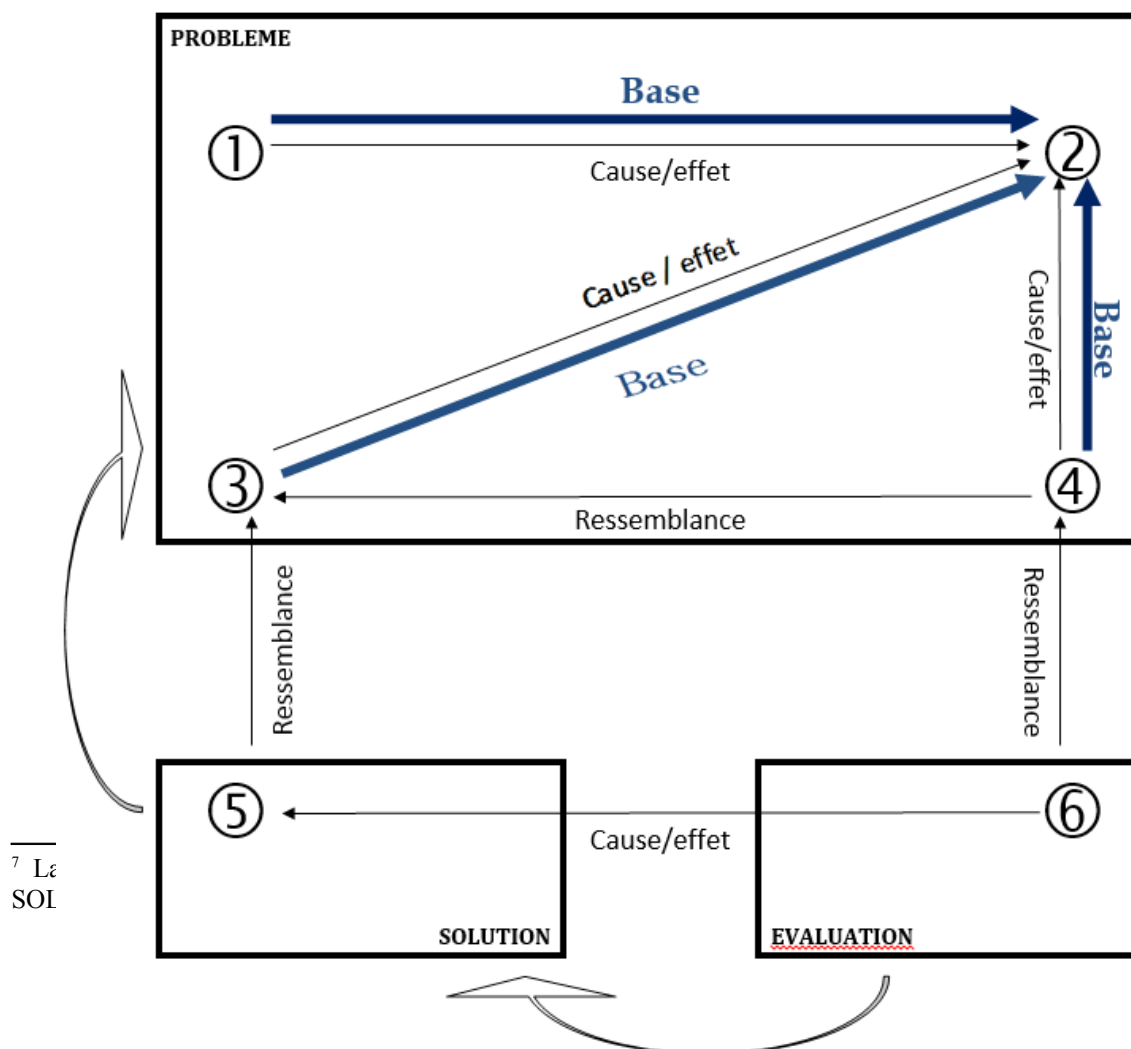 PROBLEME
Base
① ②
Cause/effet
Cause / effet
Base
Cause/effet
Base
③ ④
Ressemblance
Ressemblance
Ressemblance
⑤ ⑥
Cause/effet
7
SOLUTION
EVALUATION